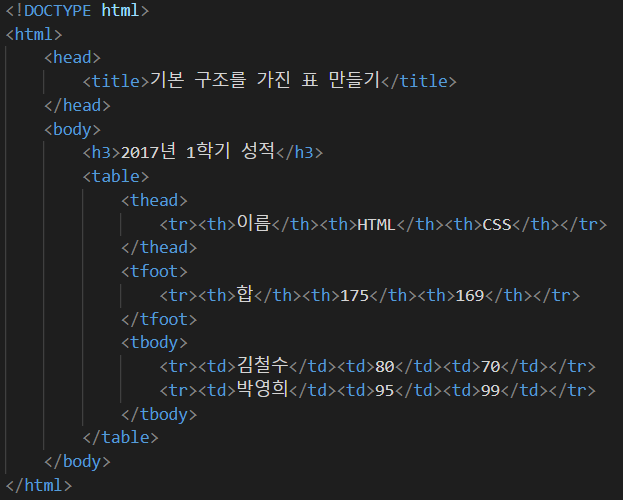 <!DOCTYPE html>
<html>
<head>
<title>기본 구조를 가진 표 만들기</title>
</head>
<body>
<h3>2017년 1학기 성적</h3>
<table>
<thead>
<tr><th>이름</th><th>HTML</th><th>CSS</th></tr>
</thead>
<tfoot>
<tr><th>합</th><th>175</th><th>169</th></tr>
</tfoot>
<tbody>
<tr><td>김철수</td><td>80</td><td>70</td></tr>
<tr><td>박영희</td><td>95</td><td>99</td></tr>
</tbody>
</table>
</body>
</html>